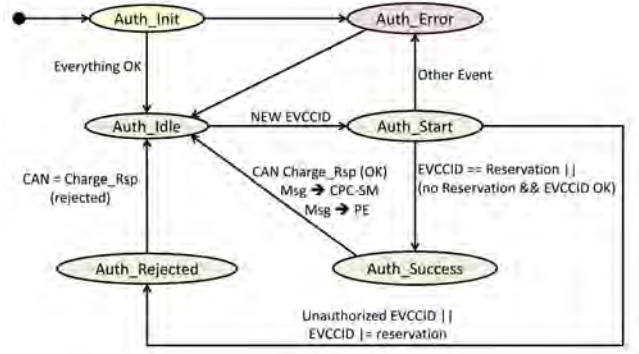 Auth_Init
Auth_Error
Everything OK
Other Event
Auth_Idle
NEW EVCCID
Auth_Start
CAN = Charge_Rsp
(rejected)
CAN Charge_Rsp (OK)
Msg ➔ CPC-SM
Msg ➔ PE
EVCCID == Reservation ||
(no Reservation && EVCCID OK)
Auth_Rejected
Auth_Success
Unauthorized EVCCID ||
EVCCID != reservation